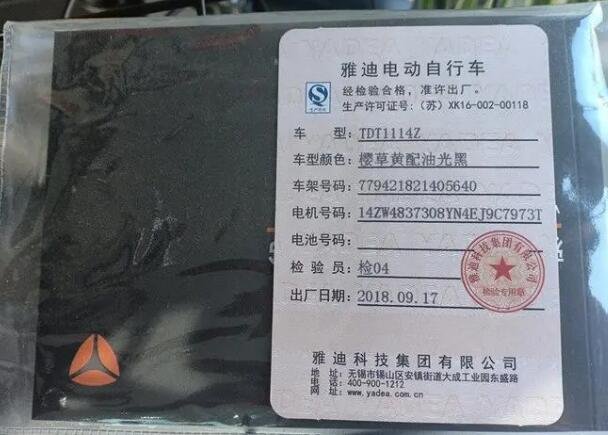 雅迪电动自行车
经检验合格，准许出厂。
生产许可证号：（苏）XK16-002-00118
车 型：TDT1114Z
车型颜色：樱草黄配油光黑
车架号码：779421821405640
电机号码：14ZW4837308YN4EJ9C7973T
电池号码：
检 验 员：检04
出厂日期：2018.09.17
雅迪科技集团有限公司
检验专用章
雅迪科技集团有限公司
地 址：无锡市锡山区安镇街道大成工业园东盛路
电 话：400-900-1212
网 址：www.yadea.com.cn